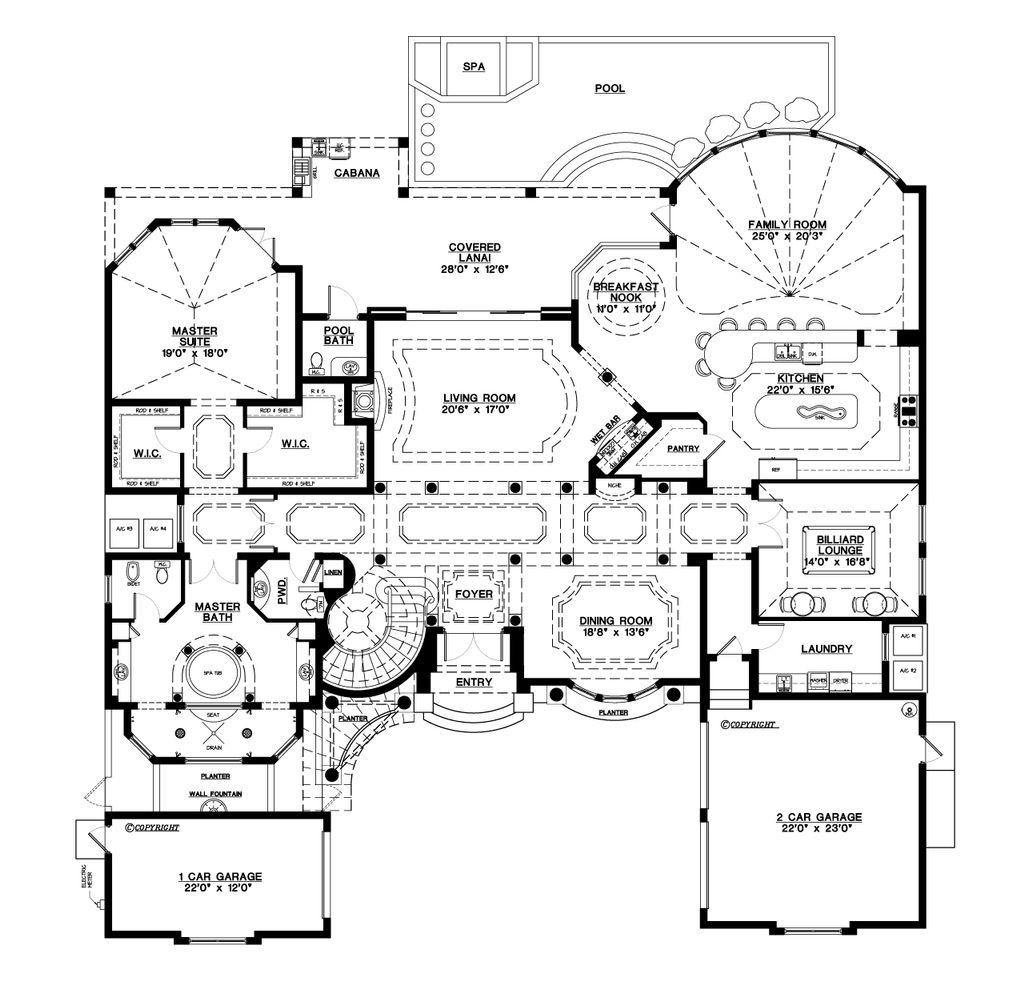 SPA
POOL
CABANA
GRILL
FAMILY ROOM
25'0" x 20'3"
COVERED
LANAI
28'0" x 12'6"
BREAKFAST
NOOK
11'0" x 11'0"
MASTER
SUITE
19'0" x 18'0"
POOL
BATH
M.C.
LIVING ROOM
20'6" x 17'0"
FIREPLACE
D.W.
KITCHEN
22'0" x 15'6"
SINK
RANGE
ROD & SHELF
ROD & SHELF
R & S
R & S
W.I.C.
W.I.C.
ROD & SHELF
ROD & SHELF
ROD & SHELF
ROD & SHELF
WET BAR
PANTRY
REF
NICHE
A/C #3
A/C #4
BILLIARD
LOUNGE
14'0" x 16'8"
BIDET
M.C.
LINEN
PWD.
MASTER
BATH
FOYER
DINING ROOM
18'8" x 13'6"
SPA TUB
A/C #1
A/C #2
LAUNDRY
WASHER
DRYER
ENTRY
SEAT
DRAIN
PLANTER
PLANTER
©COPYRIGHT
PLANTER
WALL FOUNTAIN
©COPYRIGHT
ELECTRIC
METER
1 CAR GARAGE
22'0" x 12'0"
2 CAR GARAGE
22'0" x 23'0"